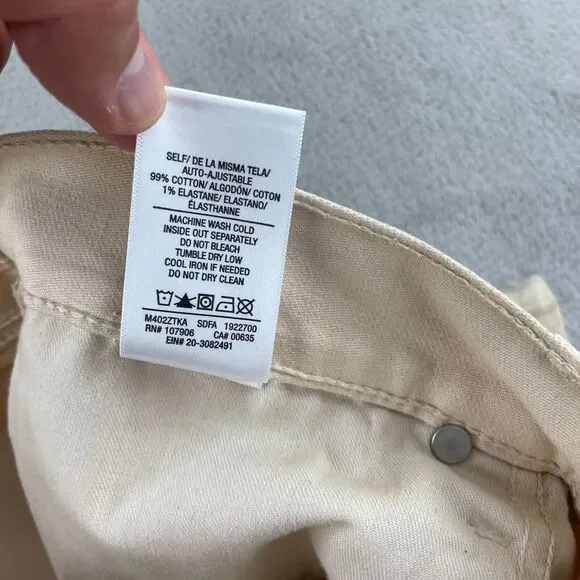 SELF/ DE LA MISMA TELA/
AUTO-AJUSTABLE
99% COTTON/ ALGODÓN/ COTON
1% ELASTANE/ ELASTANO/
ÉLASTHANNE
MACHINE WASH COLD
INSIDE OUT SEPARATELY
DO NOT BLEACH
TUMBLE DRY LOW
COOL IRON IF NEEDED
DO NOT DRY CLEAN
M402ZTKA SDFA 1922700
RN# 107906 CA# 00635
EIN# 20-3082491